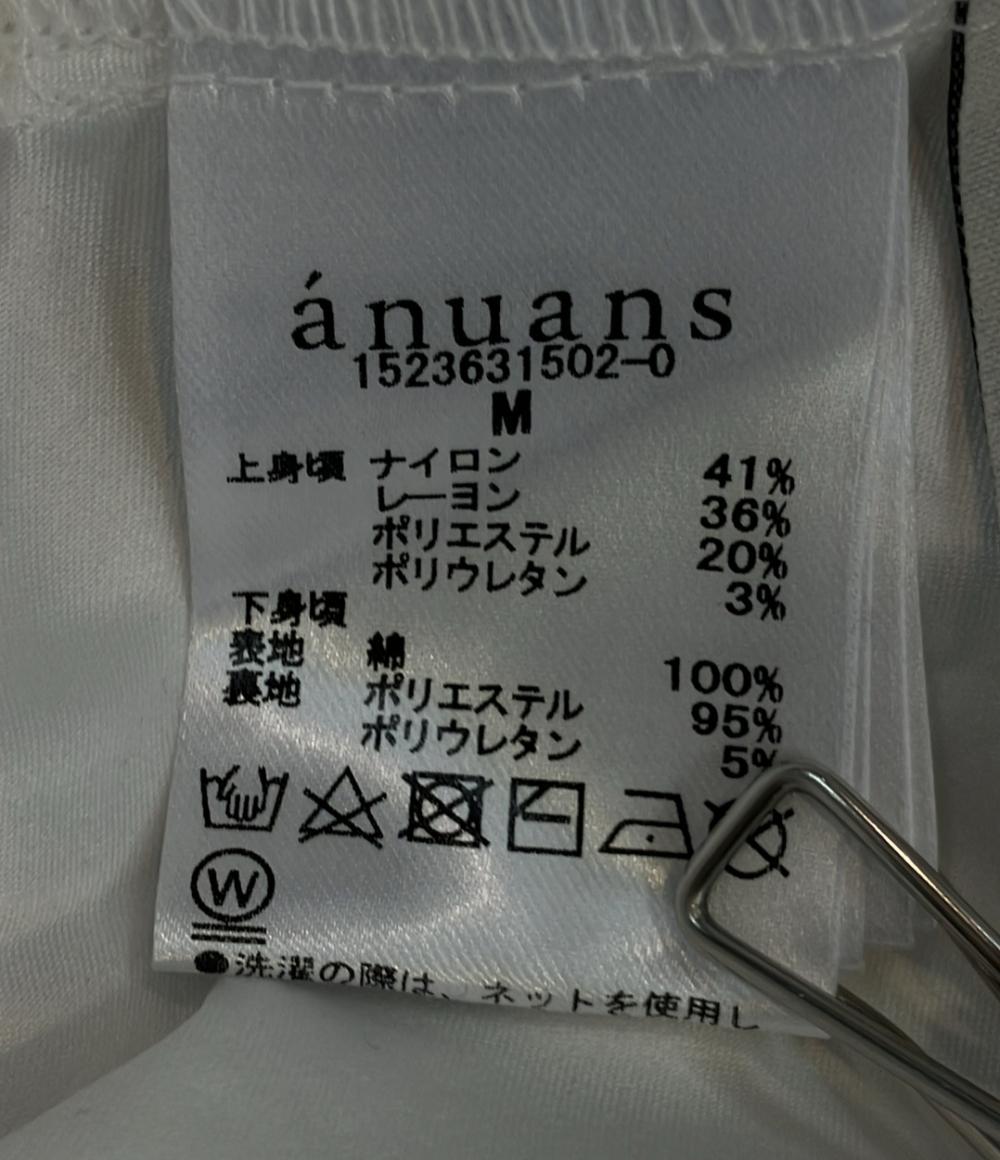 ánuans
1523631502-0
M
上身頃 ナイロン 41%
レーヨン 36%
ポリエステル 20%
ポリウレタン 3%
下身頃
表地 綿 100%
裏地 ポリエステル 95%
ポリウレタン 5%
W
●洗濯の際は、ネットを使用し